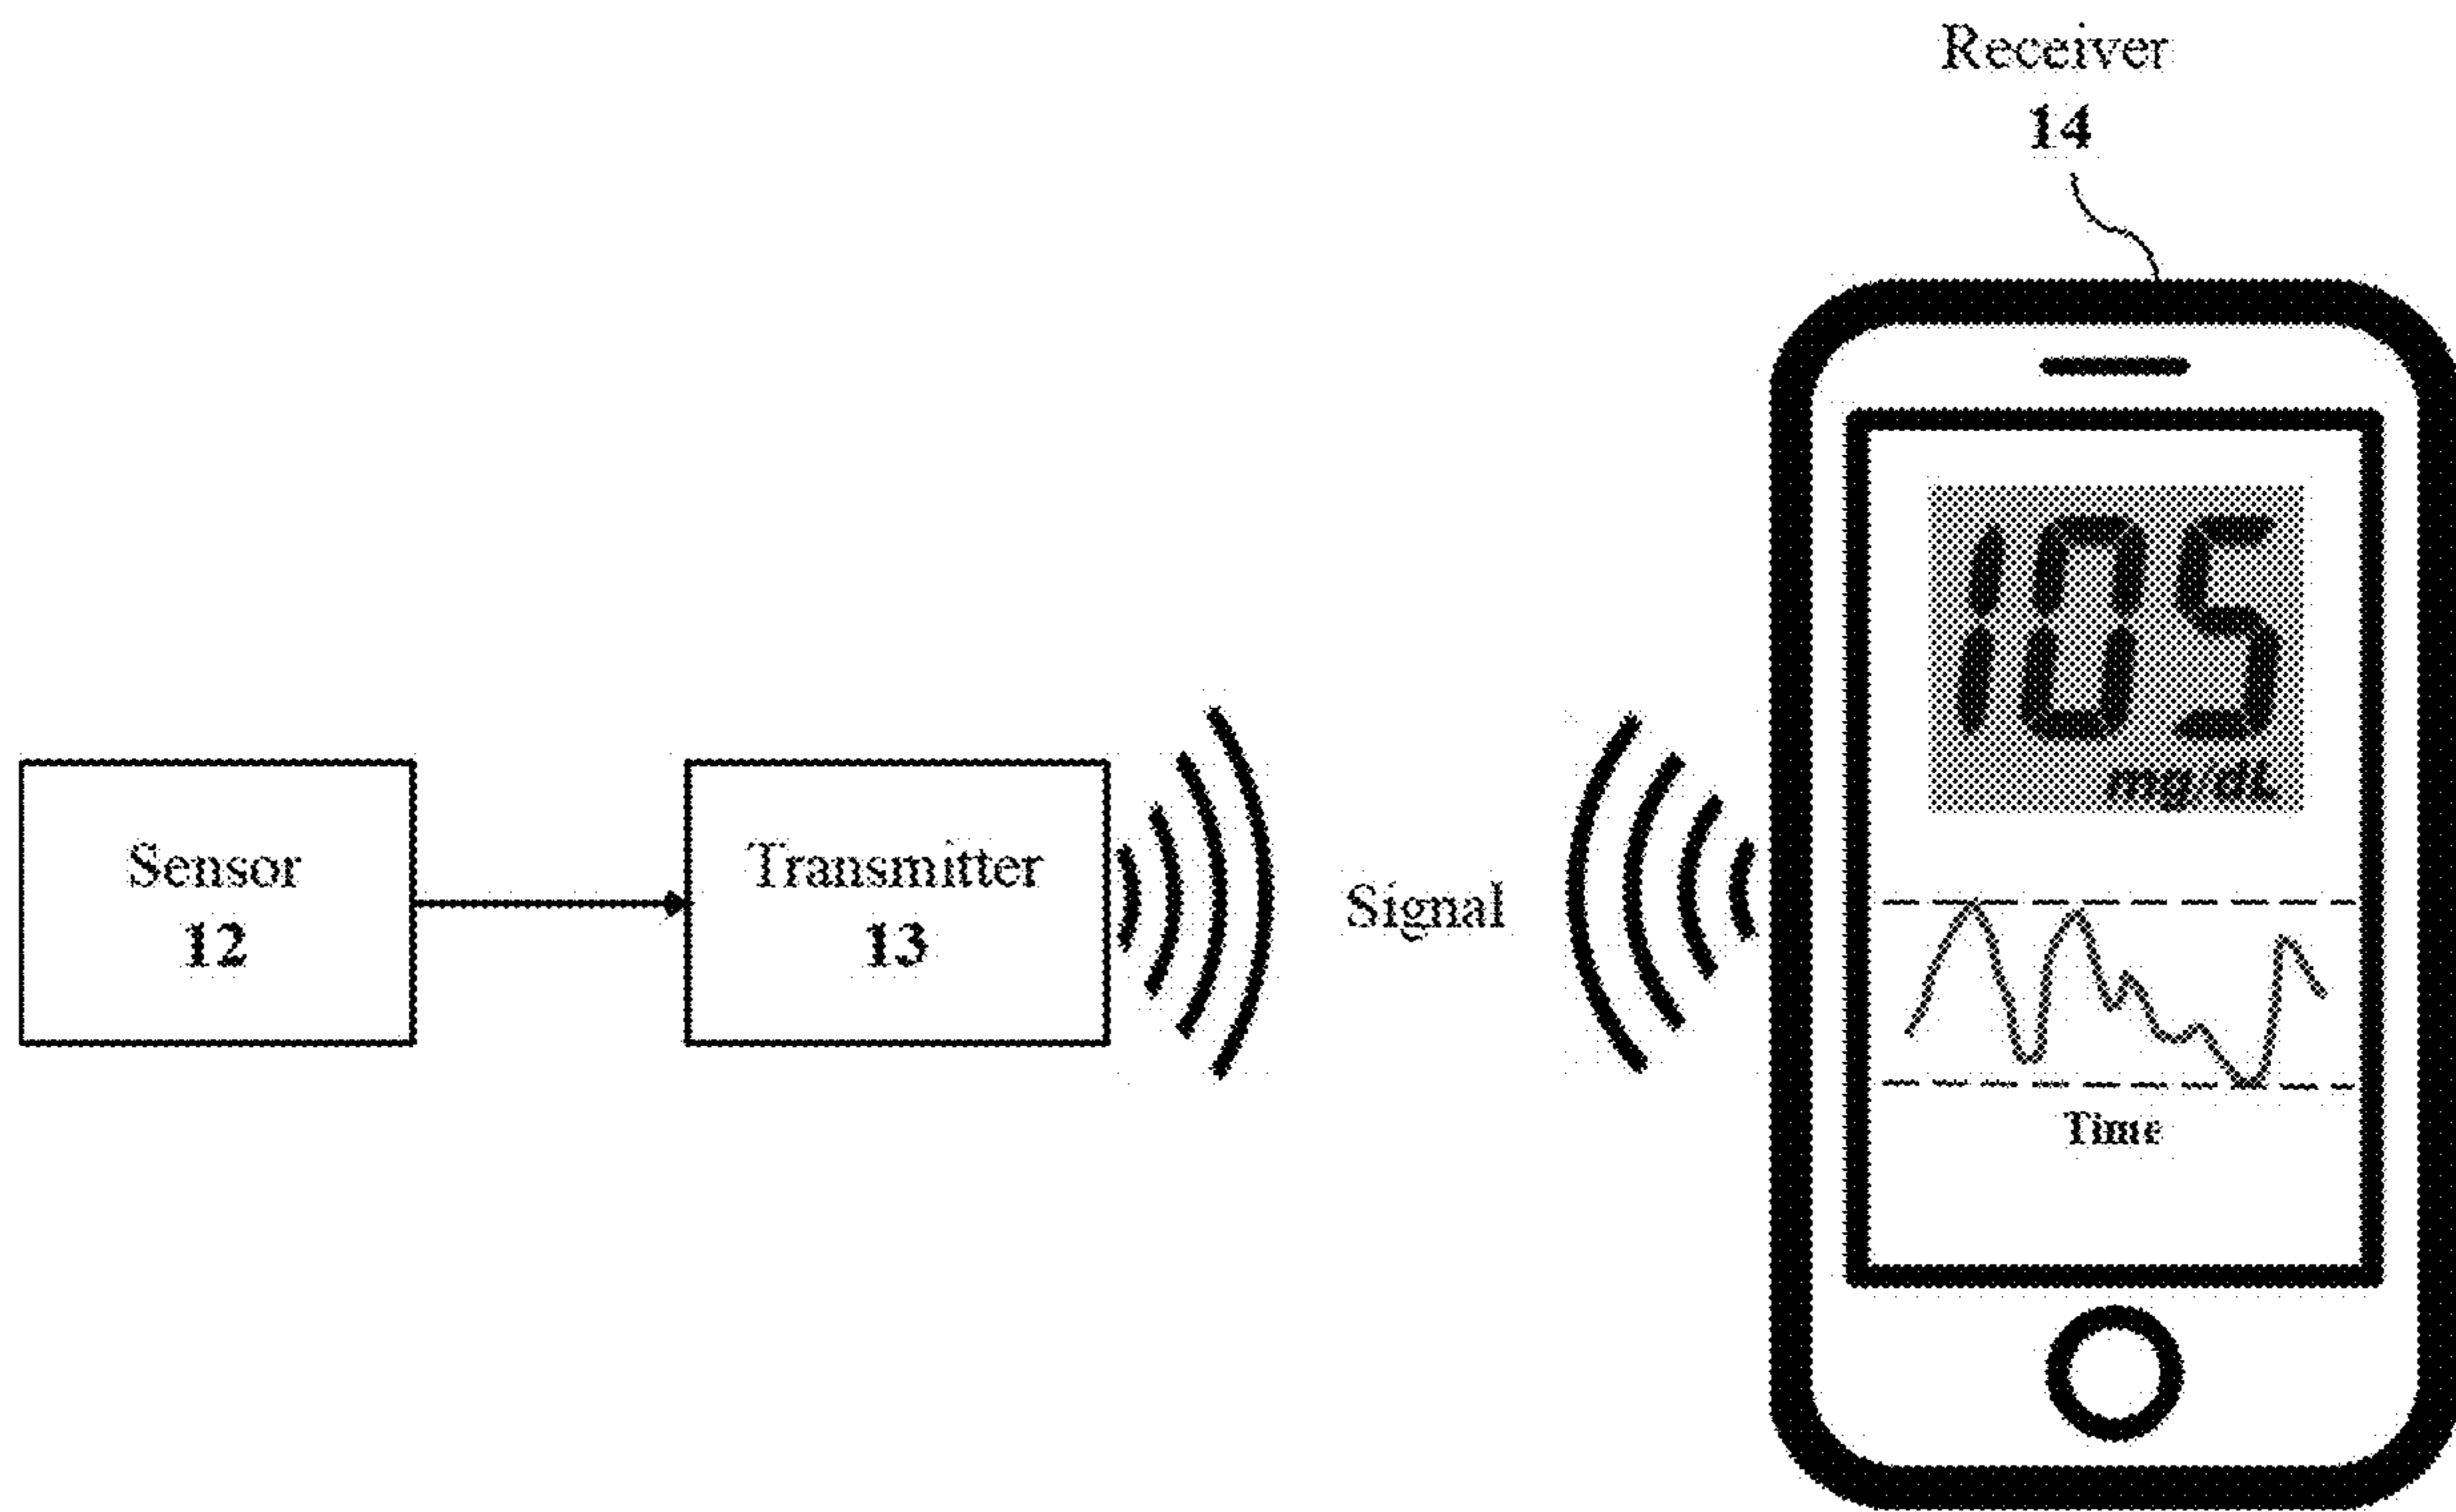 Receiver
14
105
mg/dL
Sensor
12
Transmitter
13
Signal
Time